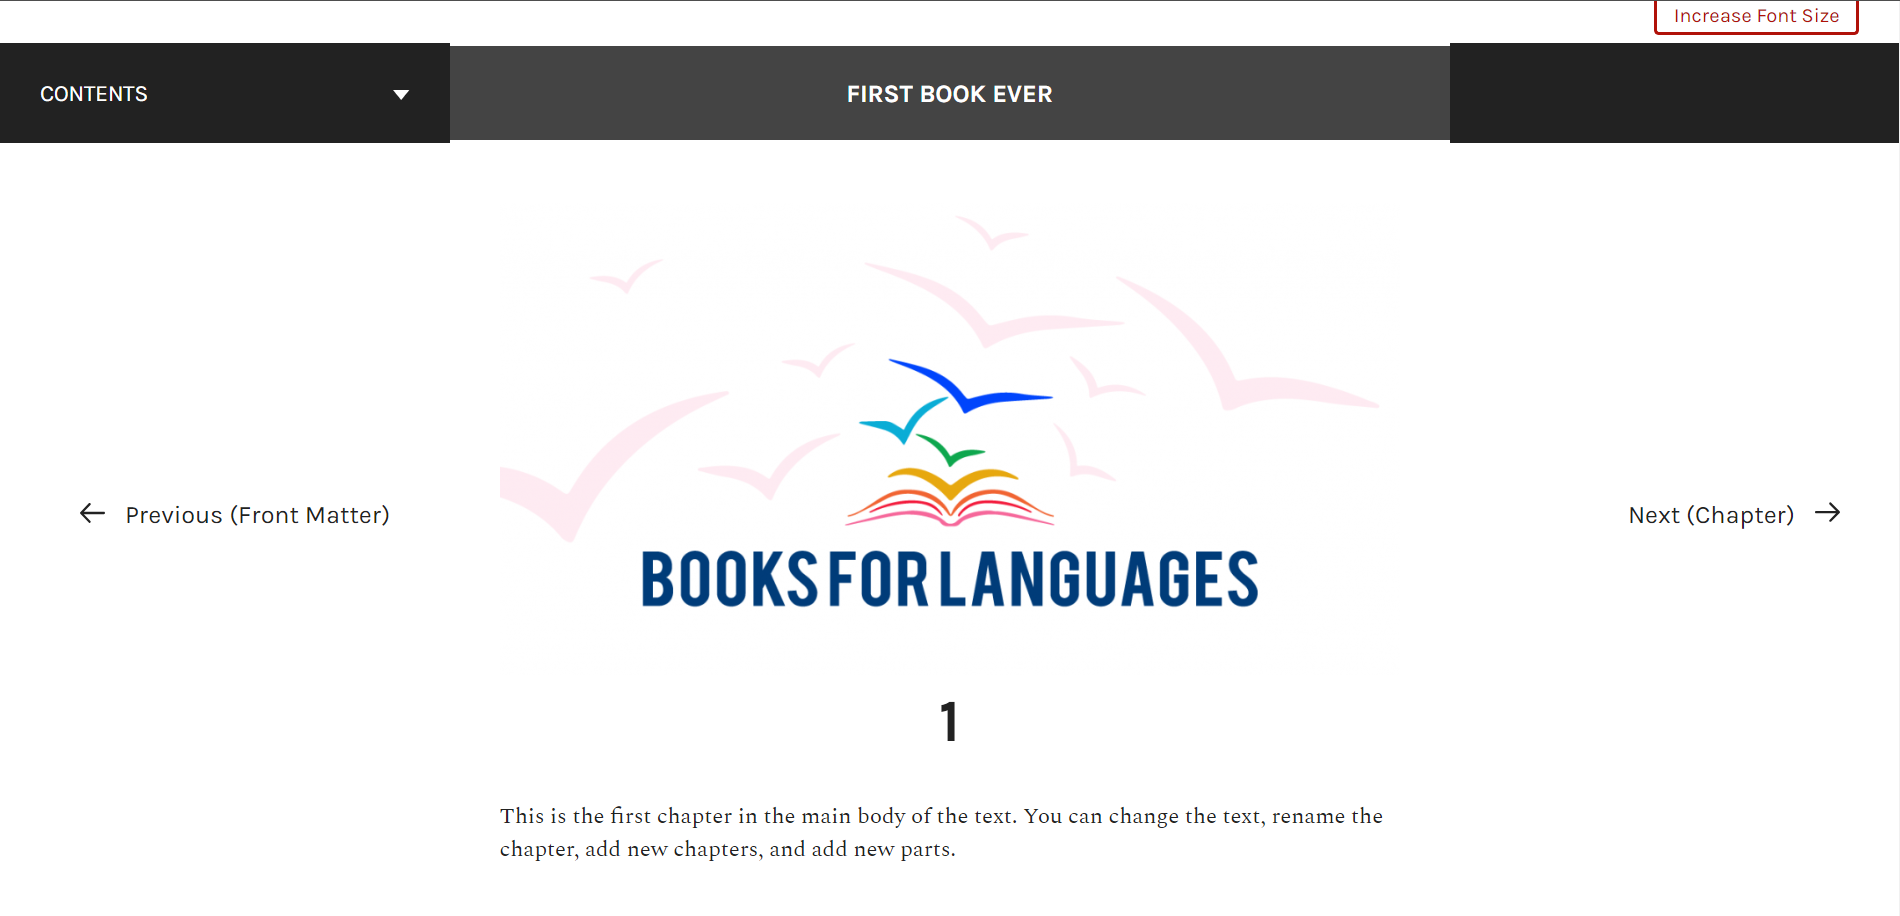 Increase Font Size
CONTENTS
FIRST BOOK EVER
Previous (Front Matter)
Next (Chapter)
BOOKS FOR LANGUAGES
1
This is the first chapter in the main body of the text. You can change the text, rename the
chapter, add new chapters, and add new parts.